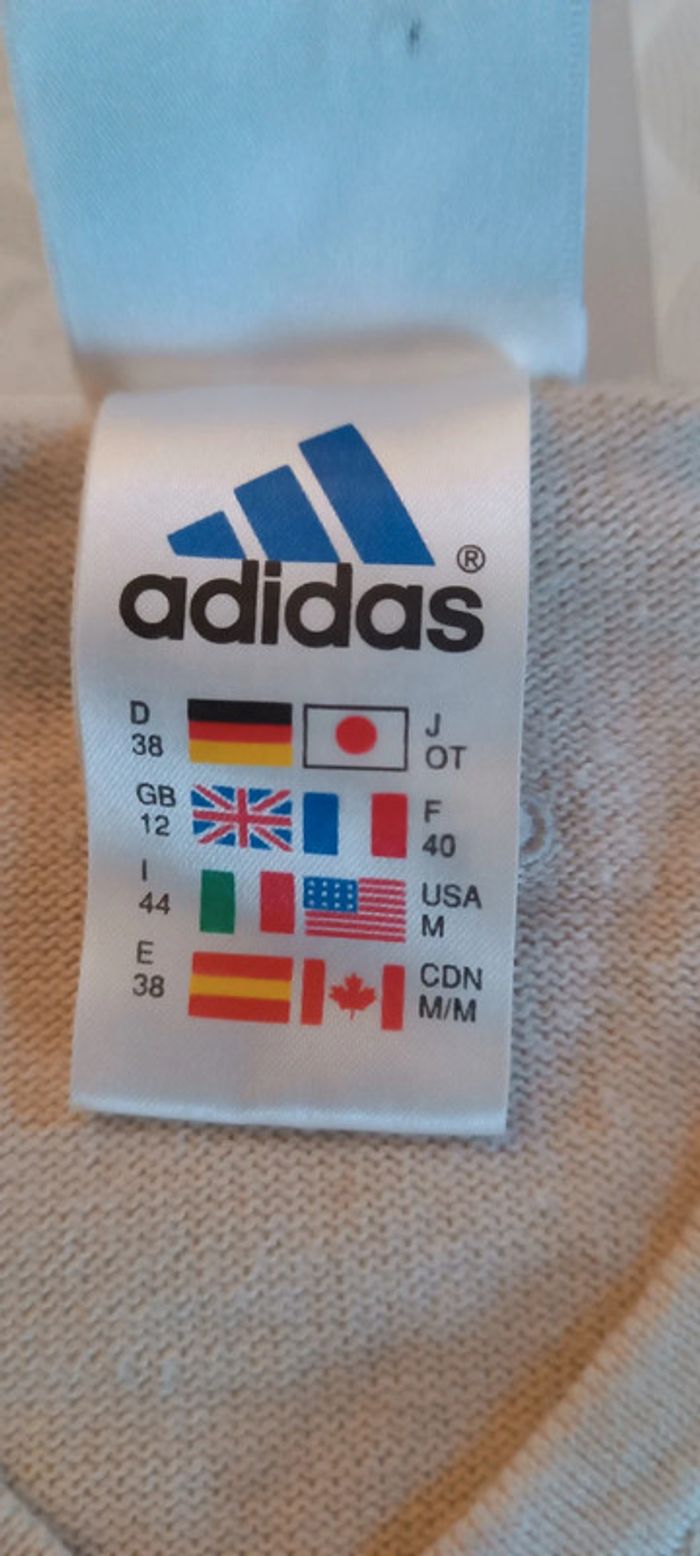 adidas®
D
38
J
OT
GB
12
F
40
I
44
USA
M
E
38
CDN
M/M